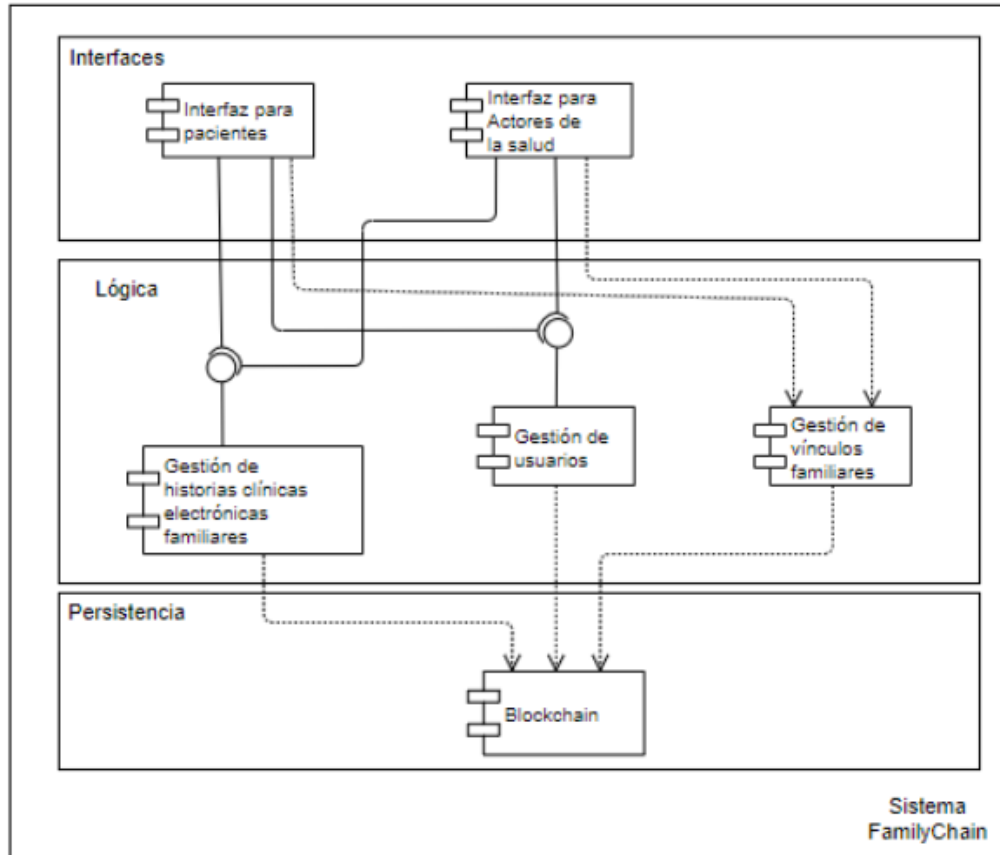 Interfaces
Interfaz para
pacientes
Interfaz para
Actores de
la salud
Lógica
Gestión de
historias clínicas
electrónicas
familiares
Gestión de
usuarios
Gestión de
vínculos
familiares
Persistencia
Blockchain
Sistema
FamilyChain